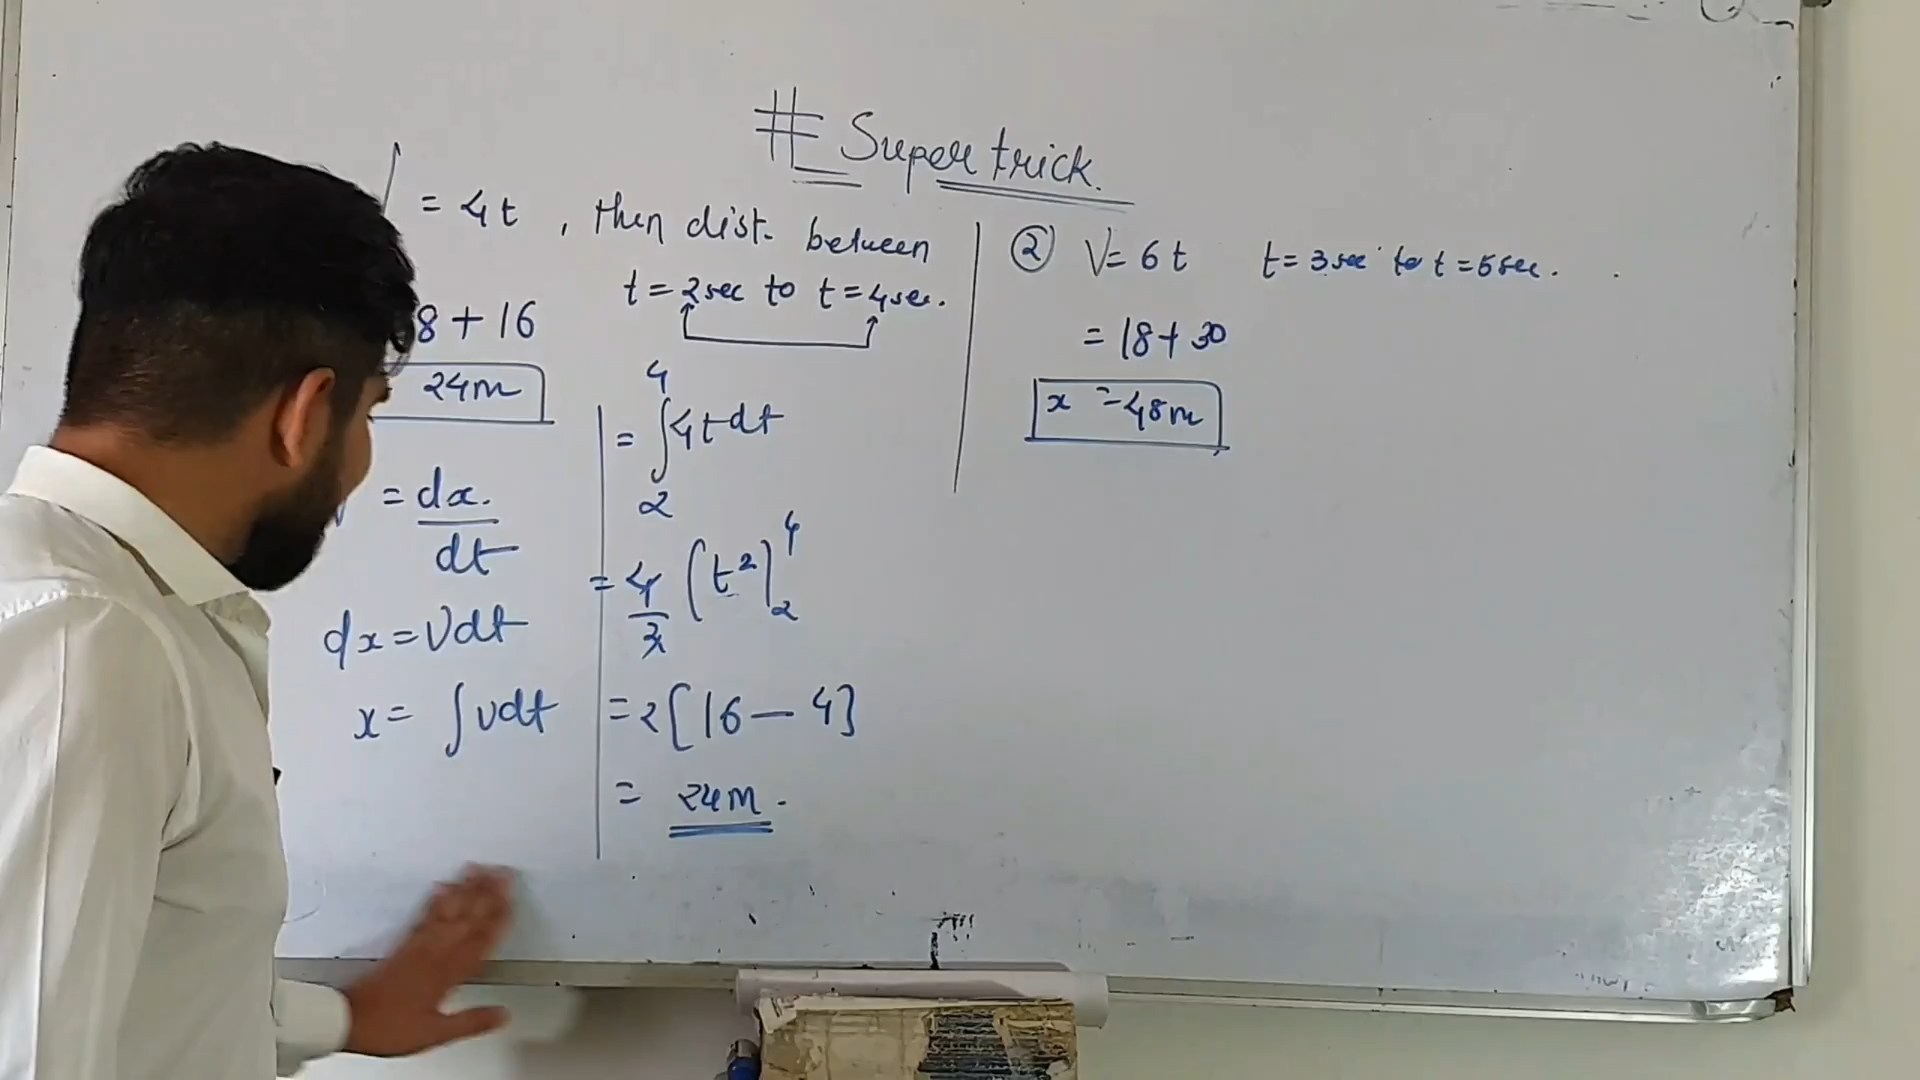 # Super trick.
= 4t , then dist. between
t = 2sec to t = 4sec.
8 + 16
24m
= dx.
dt
dx = Vdt
x = ∫ vdt
4
= ∫ 4t dt
2
= 4 (t²)
4
2
2
= 2[16 – 4]
= 24m.
② V= 6t t= 3sec to t =5sec.
= 18+ 30
x = 48m